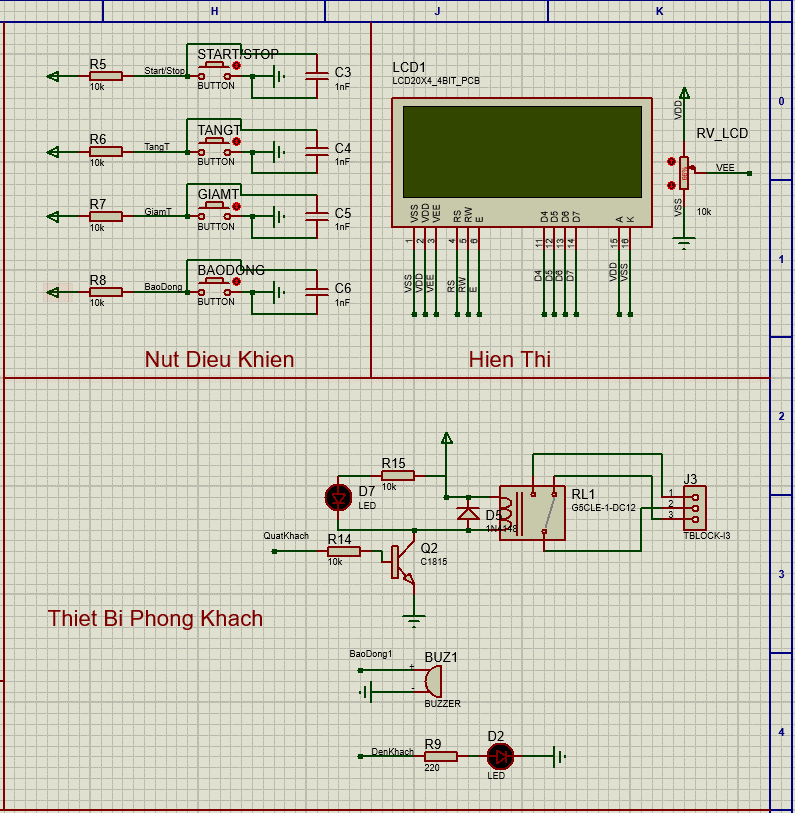 H
J
K
START/STOP
R5
10k
Start/Stop
BUTTON
C3
1nF
TANGT
R6
10k
TangT
BUTTON
C4
1nF
GIAMT
R7
10k
GiamT
BUTTON
C5
1nF
BAODONG
R8
10k
BaoDong
BUTTON
C6
1nF
Nut Dieu Khien
LCD1
LCD20X4_4BIT_PCB
VSS VDD VEE RS RW E D4 D5 D6 D7 A K
1 2 3 4 5 6 11 12 13 14 15 16
VSS VDD VEE RS RW E D4 D5 D6 D7 VDD VSS
VDD
RV_LCD
VEE
VSS
10k
Hien Thi
0
1
2
3
4
R15
10k
D7
LED
D5
1N4148
RL1
G5CLE-1-DC12
J3
1
2
3
TBLOCK-I3
QuatKhach
R14
10k
Q2
C1815
Thiet Bi Phong Khach
BaoDong1
BUZ1
+
-
BUZZER
DenKhach
R9
220
D2
LED